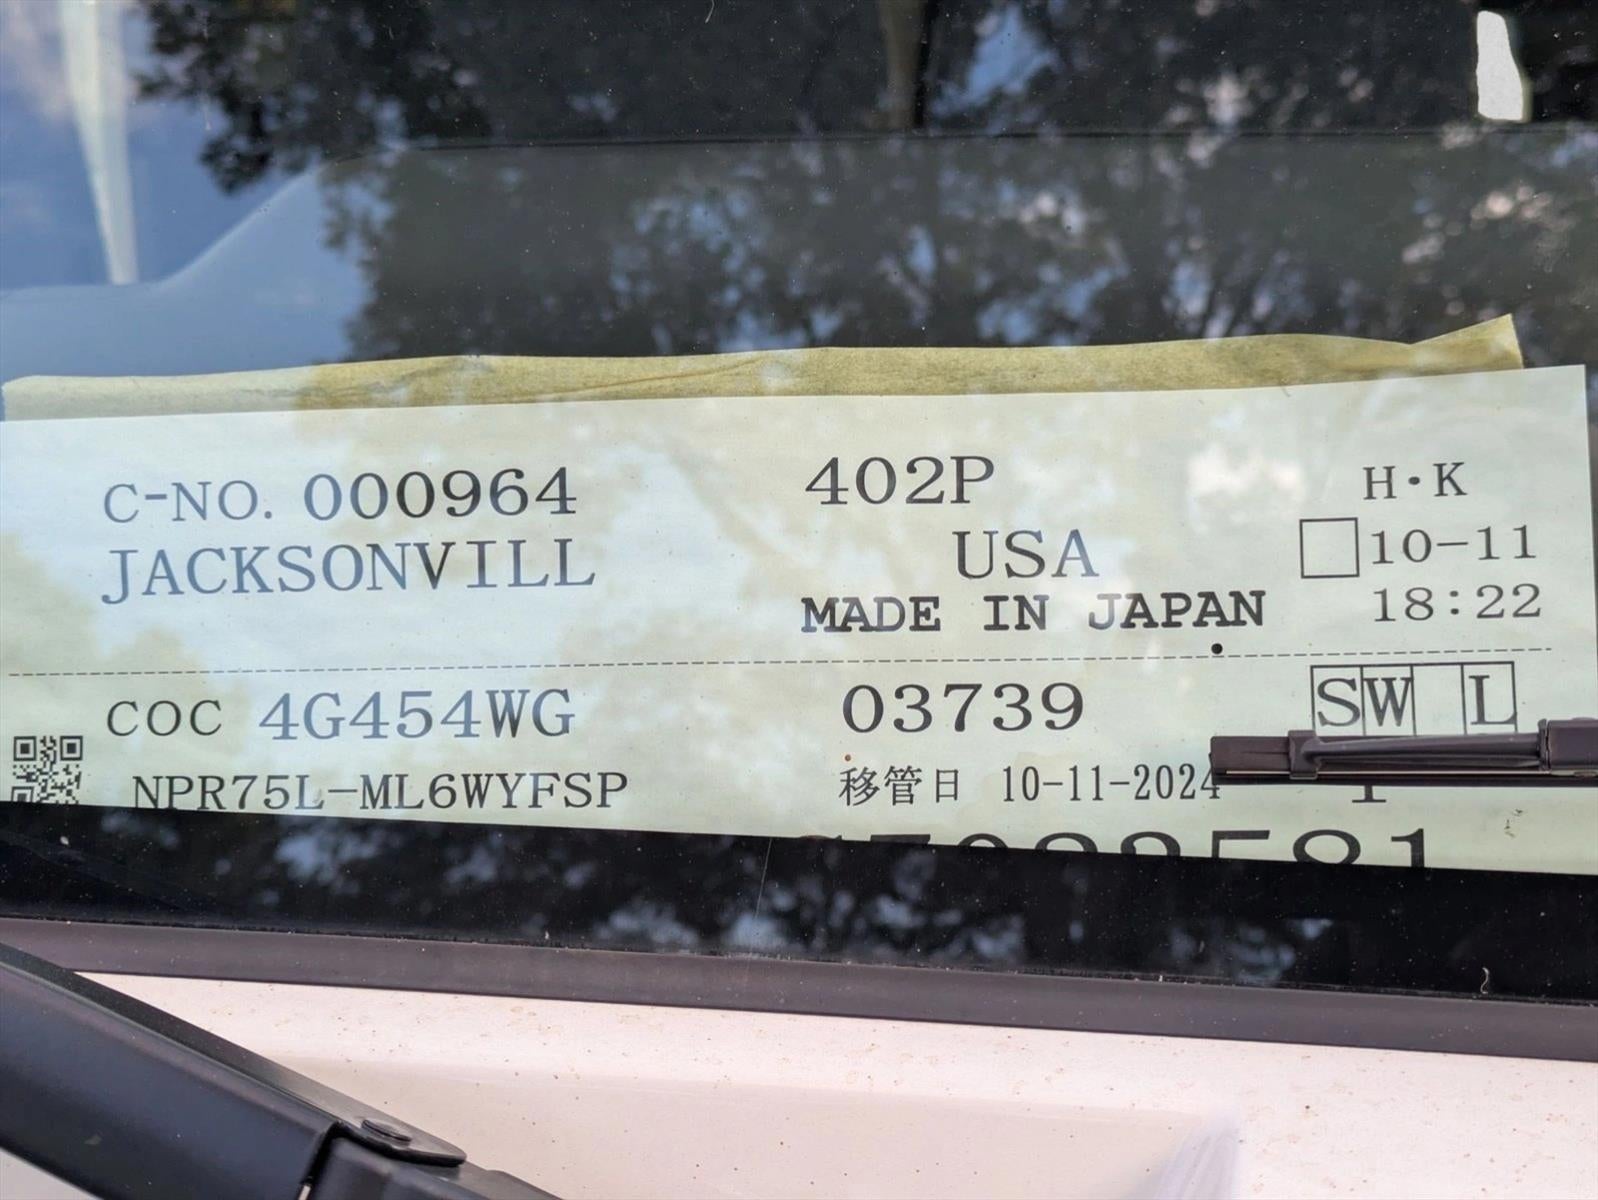 C-NO. 000964 402P H・K
JACKSONVILL USA 10-11
MADE IN JAPAN 18:22
COC 4G454WG 03739 SW L
NPR75L-ML6WYFSP 移管日 10-11-2024